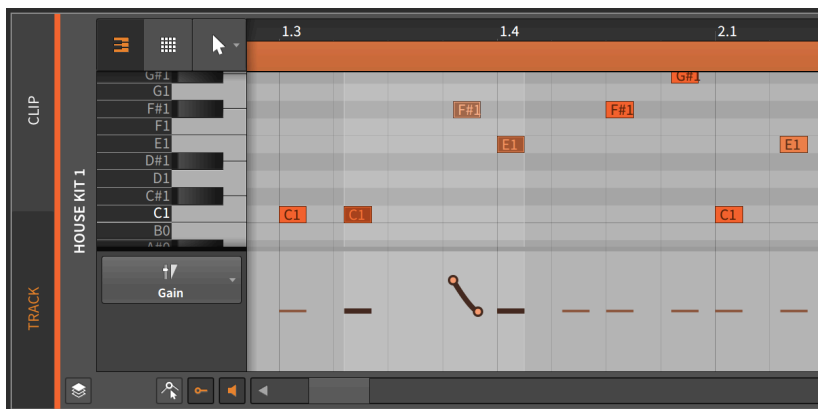 1.3 1.4 2.1
CLIP
HOUSE KIT 1
TRACK
G#1 G#1
G1
F#1 F#1 F#1
F1
E1 E1 E1
D#1
D1
C#1
C1 C1 C1 C1
B0
A#0
Gain